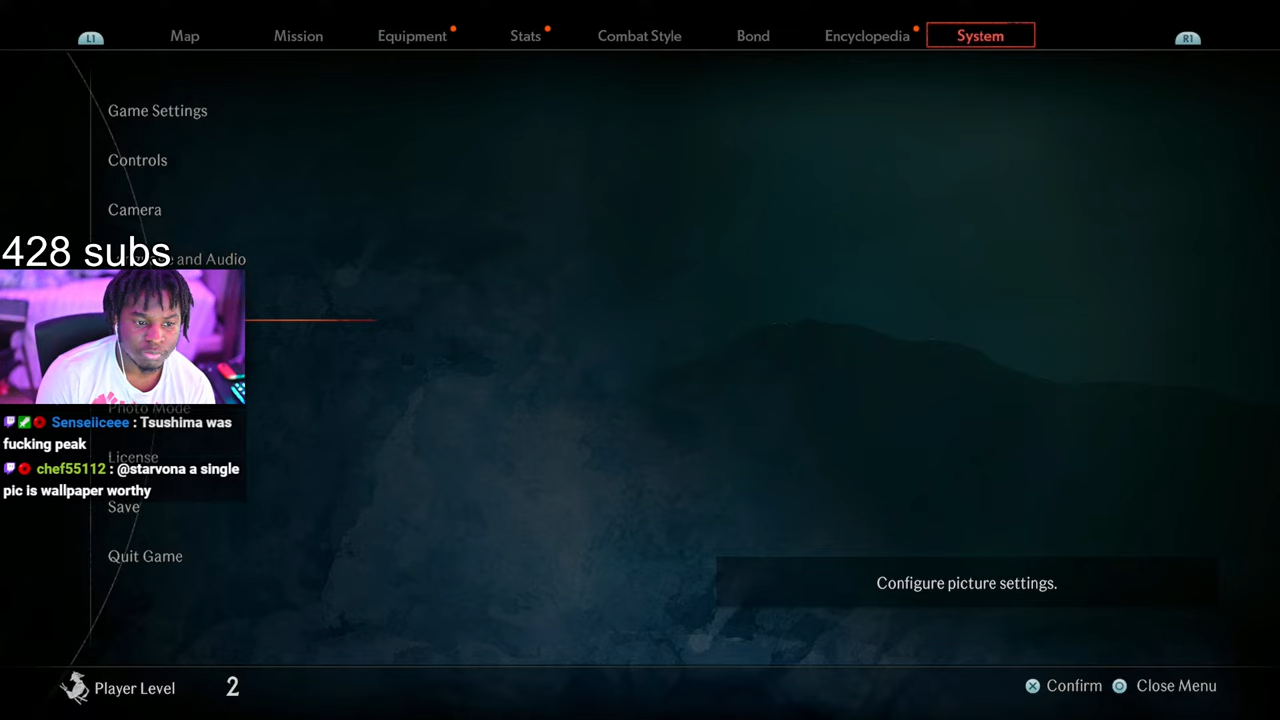 L1
Map
Mission
Equipment
Stats
Combat Style
Bond
Encyclopedia
System
R1
Game Settings
Controls
Camera
428 subs
and Audio
Photo Mode
Senseiiceee : Tsushima was
fucking peak
License
chef55112 : @starvona a single
pic is wallpaper worthy
Save
Quit Game
Configure picture settings.
Player Level 2
Confirm
Close Menu